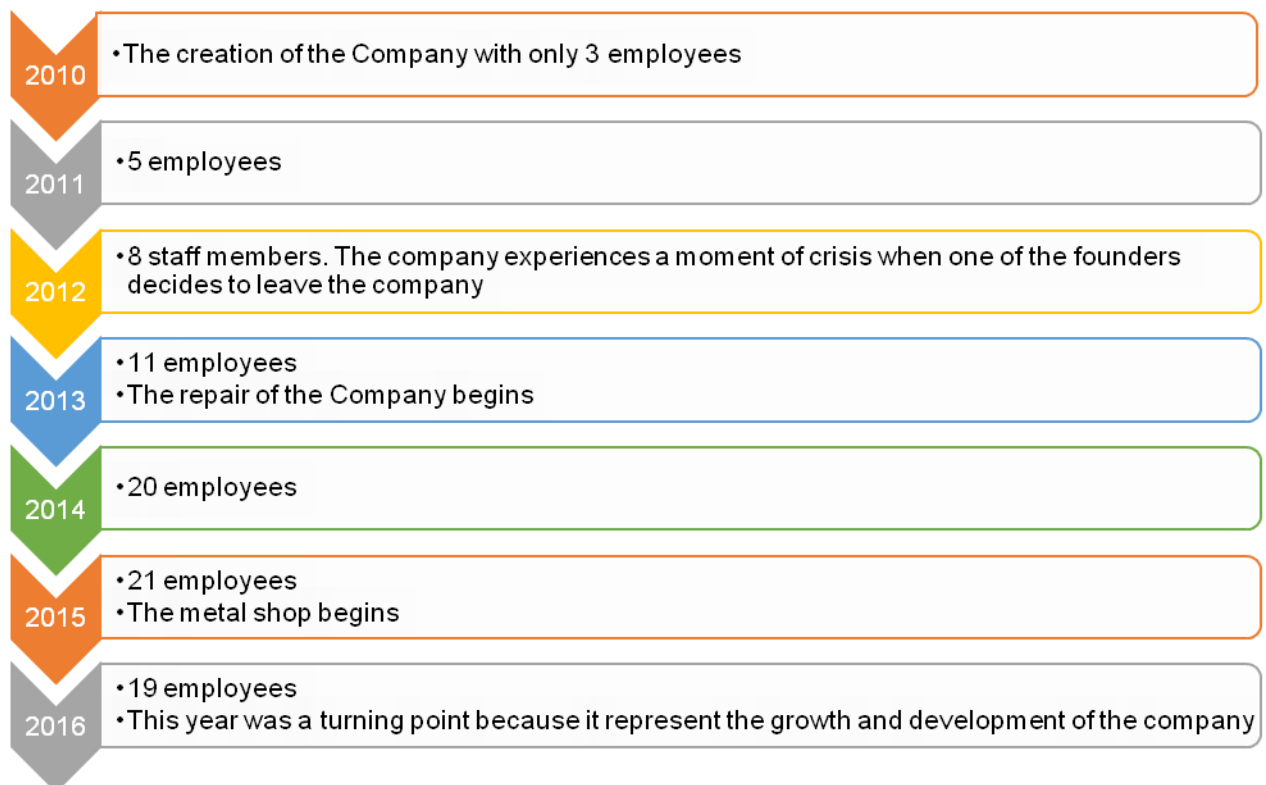 2010
•The creation of the Company with only 3 employees
2011
•5 employees
2012
•8 staff members. The company experiences a moment of crisis when one of the founders
decides to leave the company
2013
•11 employees
•The repair of the Company begins
2014
•20 employees
2015
•21 employees
•The metal shop begins
2016
•19 employees
•This year was a turning point because it represent the growth and development of the company